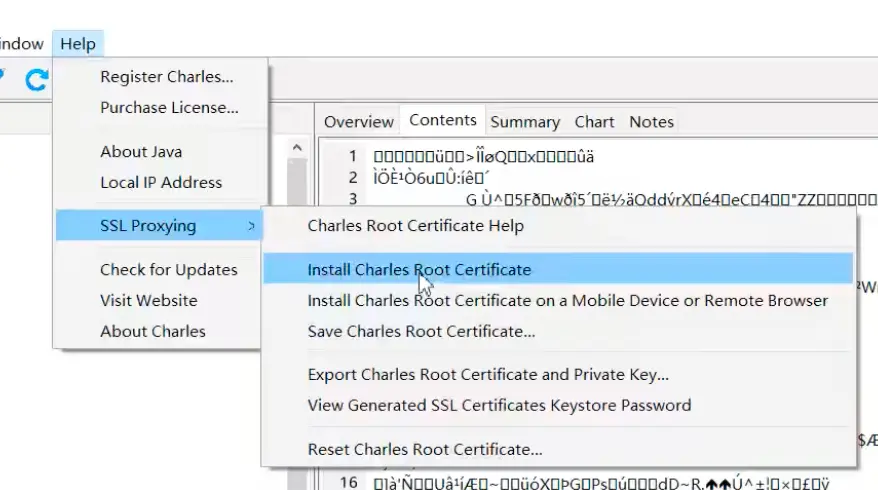 indow Help
Register Charles...
Purchase License...
About Java
Local IP Address
SSL Proxying >
Check for Updates
Visit Website
About Charles
Charles Root Certificate Help
Install Charles Root Certificate
Install Charles Root Certificate on a Mobile Device or Remote Browser
Save Charles Root Certificate...
Export Charles Root Certificate and Private Key...
View Generated SSL Certificates Keystore Password
Reset Charles Root Certificate...
Overview Contents Summary Chart Notes
1
2
3
16